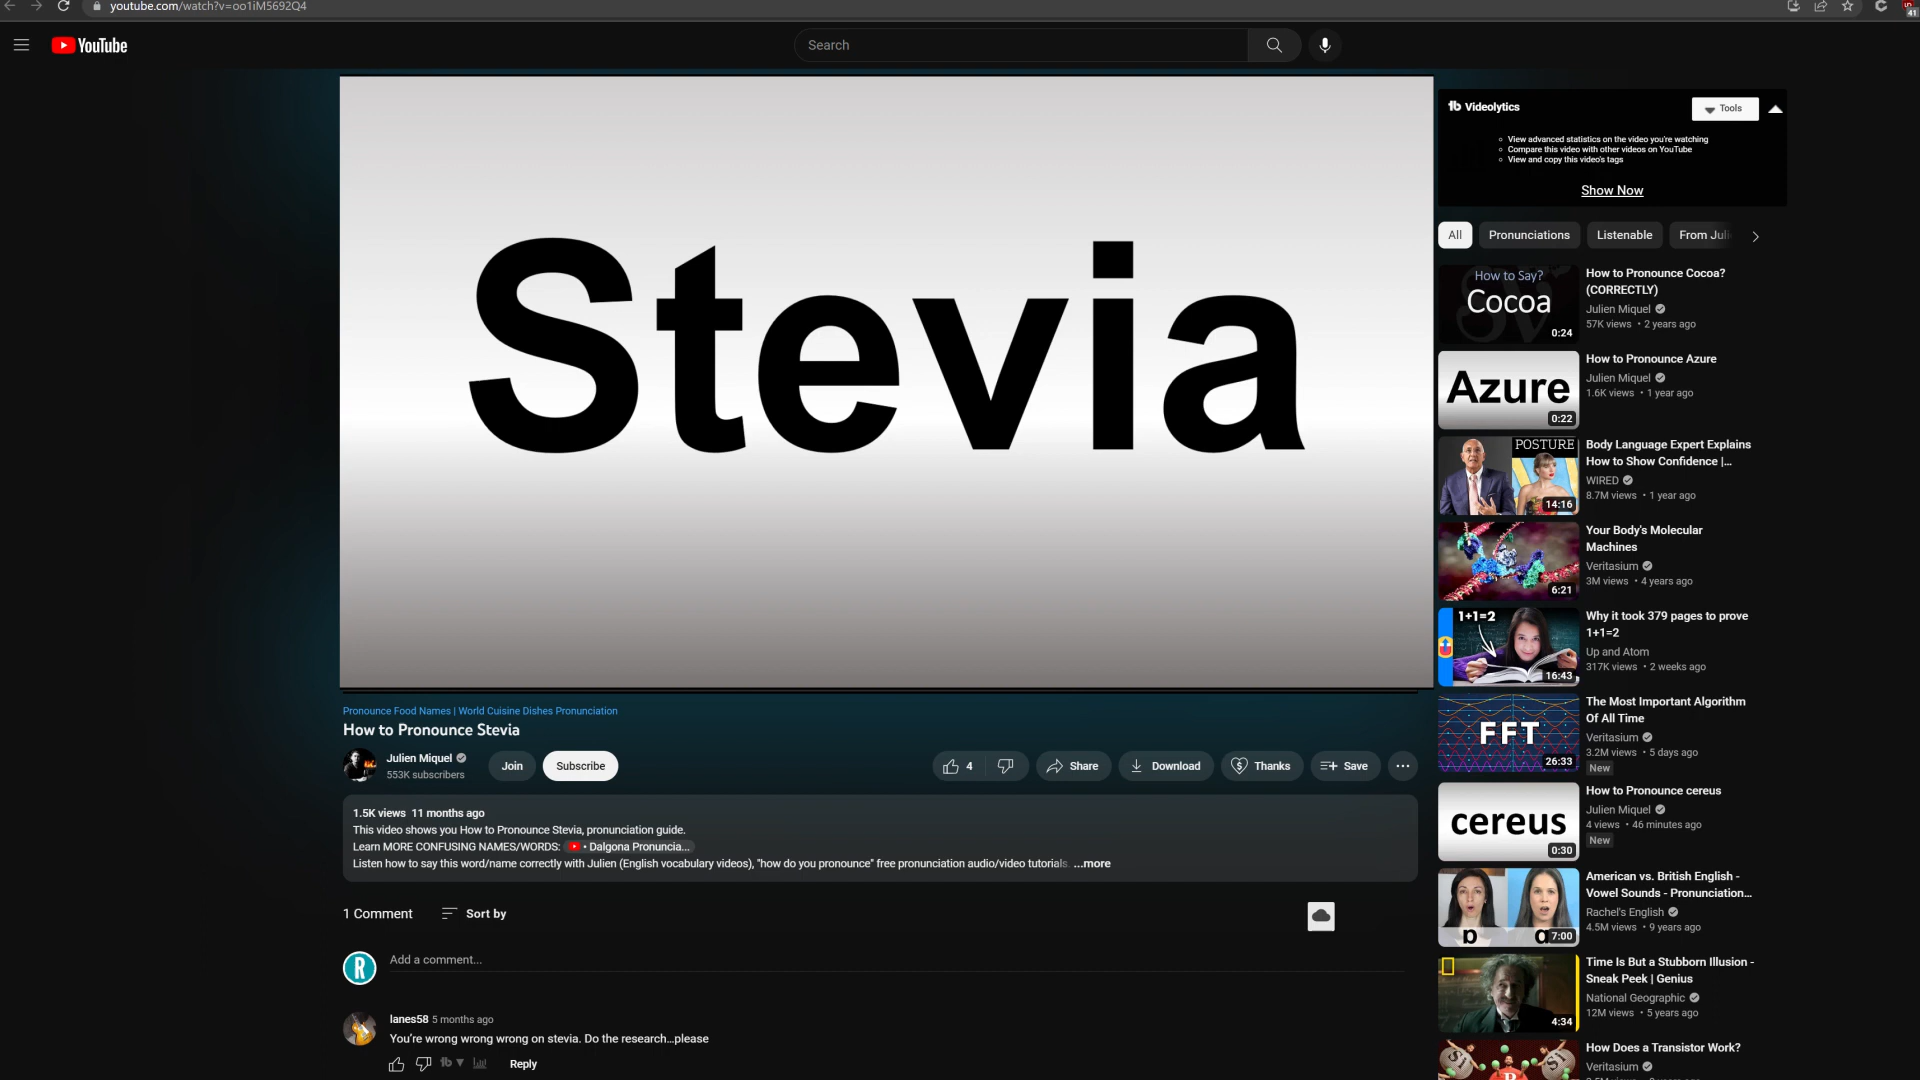 youtube.com/watch?v=oo1iM5692Q4
41
YouTube
Search
Stevia
Videolytics
Tools
View advanced statistics on the video you're watching
Compare this video with other videos on YouTube
View and copy this video's tags
Show Now
All
Pronunciations
Listenable
From Juli
How to Say?
Cocoa
0:24
How to Pronounce Cocoa?
(CORRECTLY)
Julien Miquel
57K views • 2 years ago
Azure
0:22
How to Pronounce Azure
Julien Miquel
1.6K views • 1 year ago
POSTURE
14:16
Body Language Expert Explains
How to Show Confidence |...
WIRED
8.7M views • 1 year ago
6:21
Your Body's Molecular
Machines
Veritasium
3M views • 4 years ago
1+1=2
16:43
Why it took 379 pages to prove
1+1=2
Up and Atom
317K views • 2 weeks ago
FFT
26:33
The Most Important Algorithm
Of All Time
Veritasium
3.2M views • 5 days ago
New
cereus
0:30
How to Pronounce cereus
Julien Miquel
4 views • 46 minutes ago
New
7:00
American vs. British English -
Vowel Sounds - Pronunciation...
Rachel's English
4.5M views • 9 years ago
4:34
Time Is But a Stubborn Illusion -
Sneak Peek | Genius
National Geographic
12M views • 5 years ago
How Does a Transistor Work?
Veritasium
Pronounce Food Names | World Cuisine Dishes Pronunciation
How to Pronounce Stevia
Julien Miquel
553K subscribers
Join
Subscribe
4
Share
Download
Thanks
Save
1.5K views 11 months ago
This video shows you How to Pronounce Stevia, pronunciation guide.
Learn MORE CONFUSING NAMES/WORDS: • Dalgona Pronuncia...
Listen how to say this word/name correctly with Julien (English vocabulary videos), "how do you pronounce" free pronunciation audio/video tutorials. ...more
1 Comment
Sort by
R
Add a comment...
lanes58 5 months ago
You're wrong wrong wrong on stevia. Do the research...please
Reply